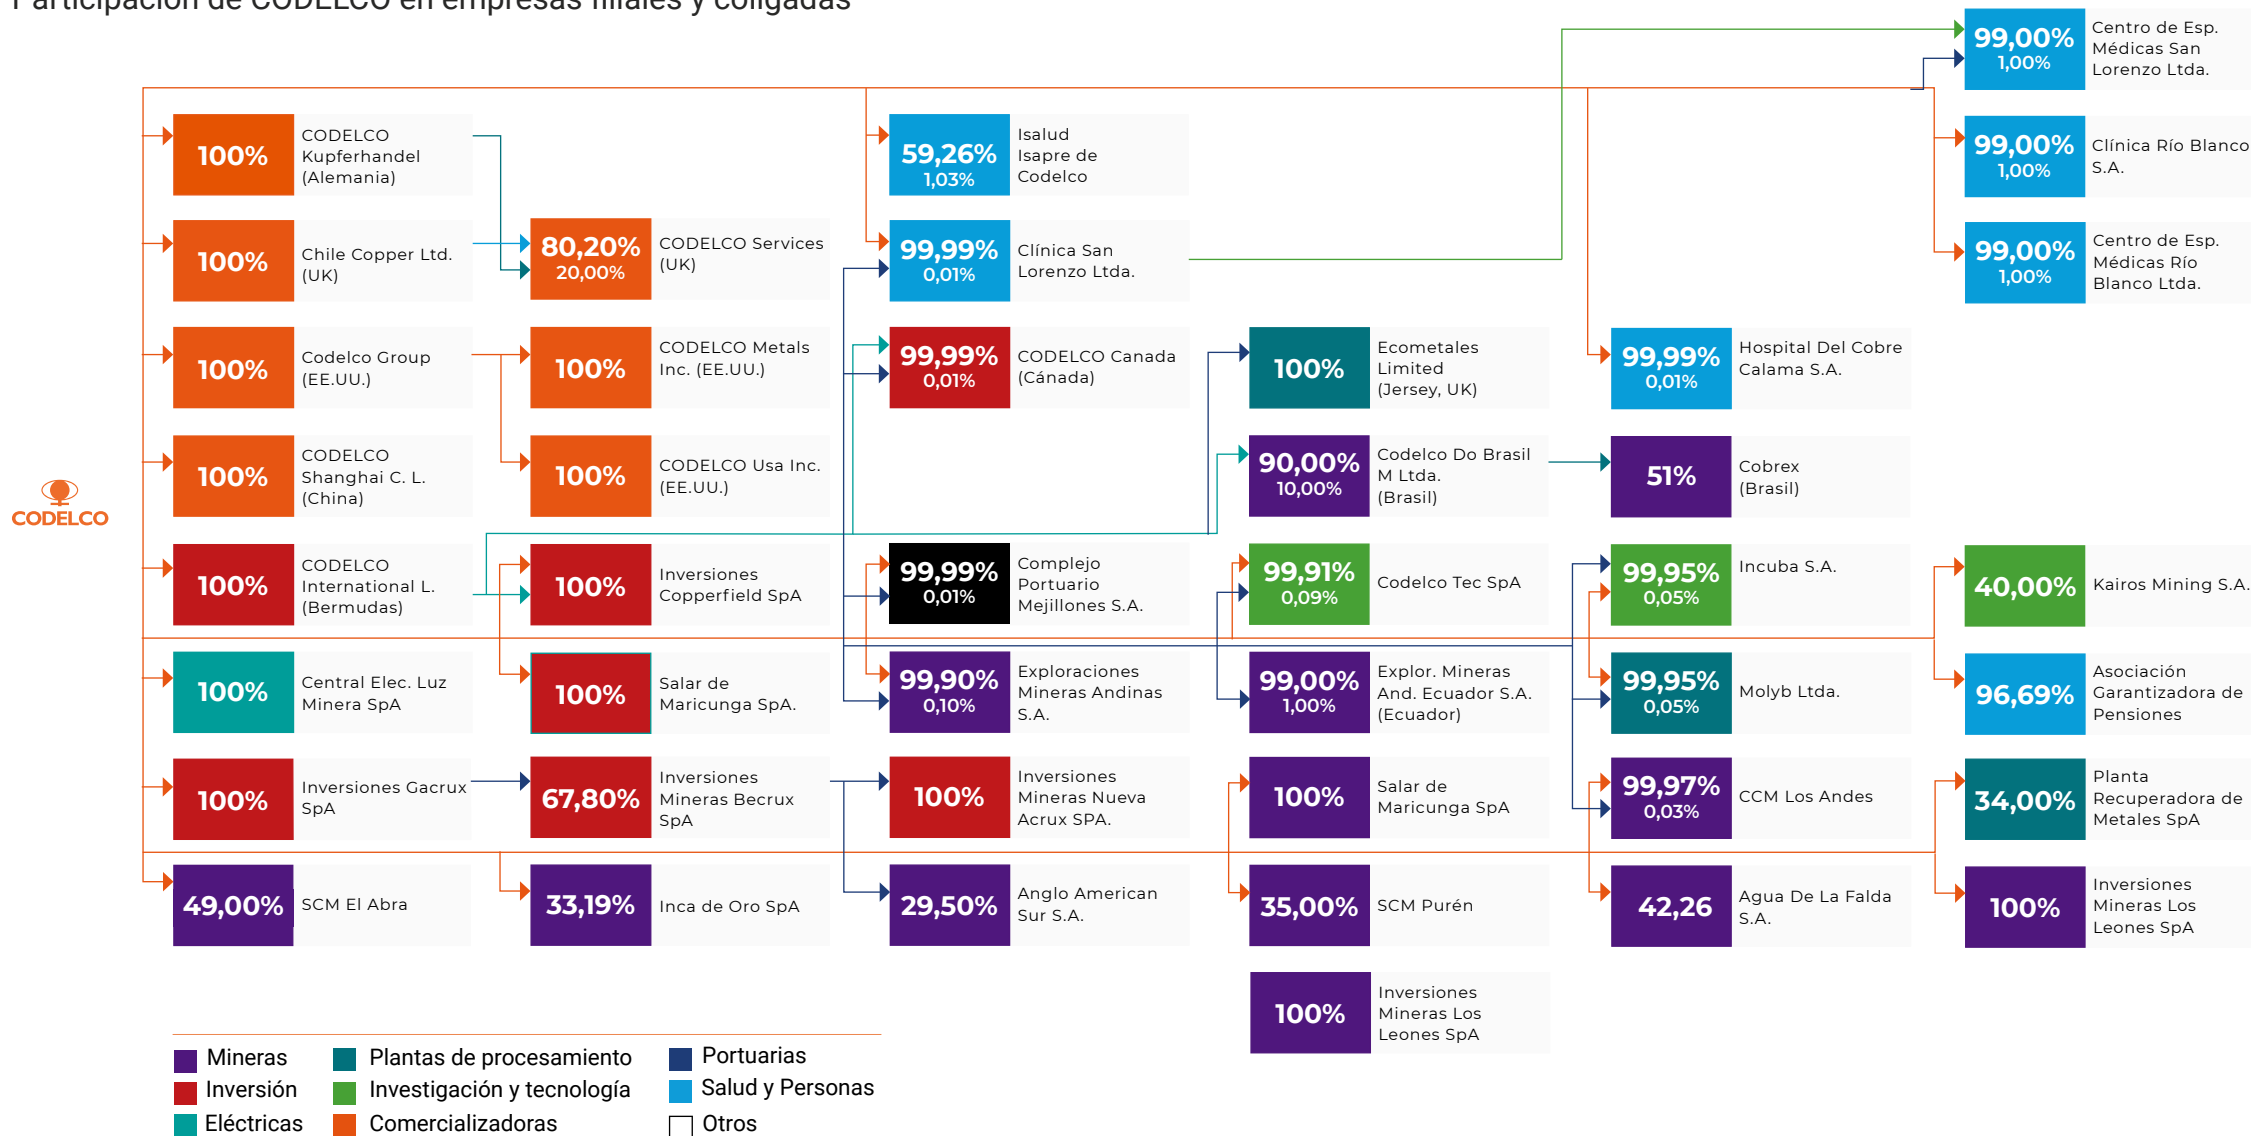 Participación de CODELCO en empresas filiales y coligadas
CODELCO
100%
CODELCO
Kupferhandel
(Alemania)
100%
Chile Copper Ltd.
(UK)
100%
Codelco Group
(EE.UU.)
100%
CODELCO
Shanghai C. L.
(China)
100%
CODELCO
International L.
(Bermudas)
100%
Central Elec. Luz
Minera SpA
100%
Inversiones Gacrux
SpA
49,00%
SCM El Abra
80,20%
20,00%
CODELCO Services
(UK)
100%
CODELCO Metals
Inc. (EE.UU.)
100%
CODELCO Usa Inc.
(EE.UU.)
100%
Inversiones
Copperfield SpA
100%
Salar de
Maricunga SpA.
67,80%
Inversiones
Mineras Becrux
SpA
33,19%
Inca de Oro SpA
59,26%
1,03%
Isalud
Isapre de
Codelco
99,99%
0,01%
Clínica San
Lorenzo Ltda.
99,99%
0,01%
CODELCO Canada
(Cánada)
99,99%
0,01%
Complejo
Portuario
Mejillones S.A.
99,90%
0,10%
Exploraciones
Mineras Andinas
S.A.
100%
Inversiones
Mineras Nueva
Acrux SPA.
29,50%
Anglo American
Sur S.A.
100%
Ecometales
Limited
(Jersey, UK)
90,00%
10,00%
Codelco Do Brasil
M Ltda.
(Brasil)
99,91%
0,09%
Codelco Tec SpA
99,00%
1,00%
Explor. Mineras
And. Ecuador S.A.
(Ecuador)
100%
Salar de
Maricunga SpA
35,00%
SCM Purén
100%
Inversiones
Mineras Los
Leones SpA
99,99%
0,01%
Hospital Del Cobre
Calama S.A.
51%
Cobrex
(Brasil)
99,95%
0,05%
Incuba S.A.
99,95%
0,05%
Molyb Ltda.
99,97%
0,03%
CCM Los Andes
42,26
Agua De La Falda
S.A.
99,00%
1,00%
Centro de Esp.
Médicas San
Lorenzo Ltda.
99,00%
1,00%
Clínica Río Blanco
S.A.
99,00%
1,00%
Centro de Esp.
Médicas Río
Blanco Ltda.
40,00%
Kairos Mining S.A.
96,69%
Asociación
Garantizadora de
Pensiones
34,00%
Planta
Recuperadora de
Metales SpA
100%
Inversiones
Mineras Los
Leones SpA
Mineras
Inversión
Eléctricas
Plantas de procesamiento
Investigación y tecnología
Comercializadoras
Portuarias
Salud y Personas
Otros